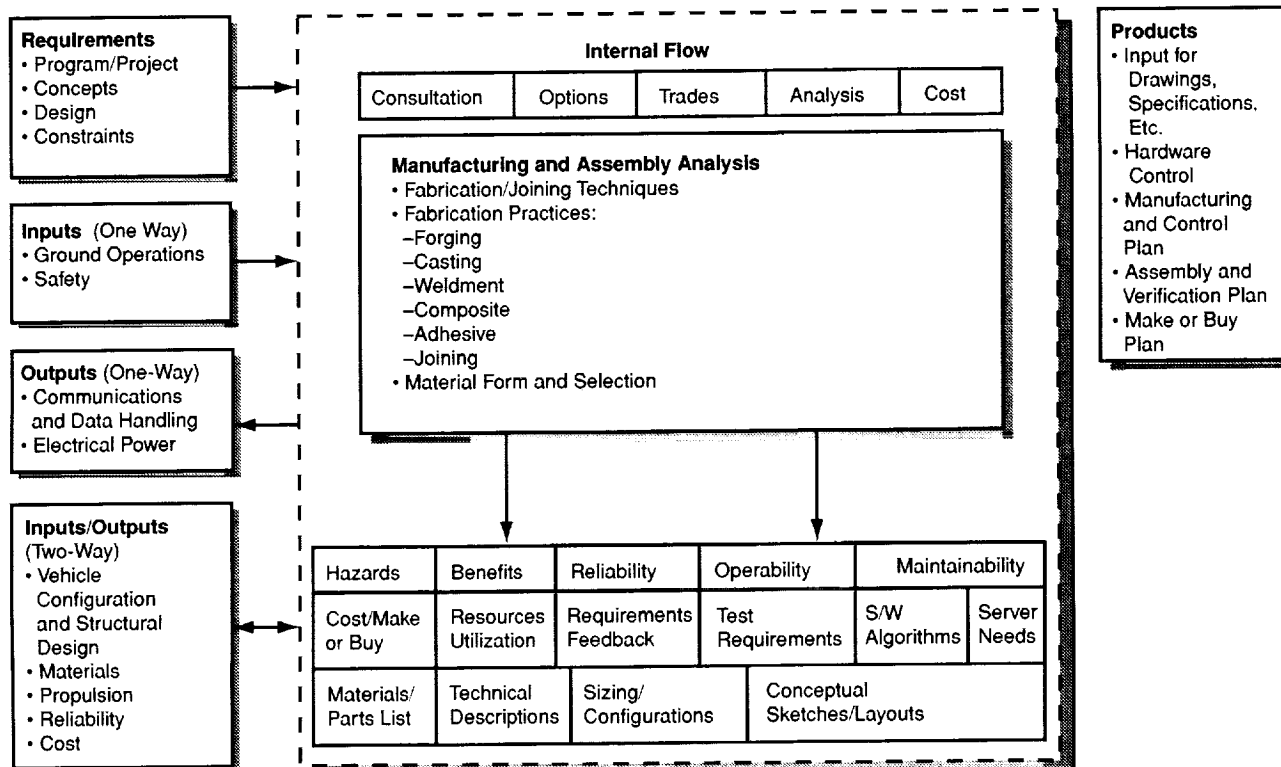 Requirements
• Program/Project
• Concepts
• Design
• Constraints
Inputs (One Way)
• Ground Operations
• Safety
Outputs (One-Way)
• Communications
and Data Handling
• Electrical Power
Inputs/Outputs
(Two-Way)
• Vehicle
Configuration
and Structural
Design
• Materials
• Propulsion
• Reliability
• Cost
Internal Flow
Consultation Options Trades Analysis Cost
Manufacturing and Assembly Analysis
• Fabrication/Joining Techniques
• Fabrication Practices:
–Forging
–Casting
–Weldment
–Composite
–Adhesive
–Joining
• Material Form and Selection
Hazards Benefits Reliability Operability Maintainability
Cost/Make
or Buy
Resources
Utilization
Requirements
Feedback
Test
Requirements
S/W
Algorithms
Server
Needs
Materials/
Parts List
Technical
Descriptions
Sizing/
Configurations
Conceptual
Sketches/Layouts
Products
• Input for
Drawings,
Specifications,
Etc.
• Hardware
Control
• Manufacturing
and Control
Plan
• Assembly and
Verification Plan
• Make or Buy
Plan